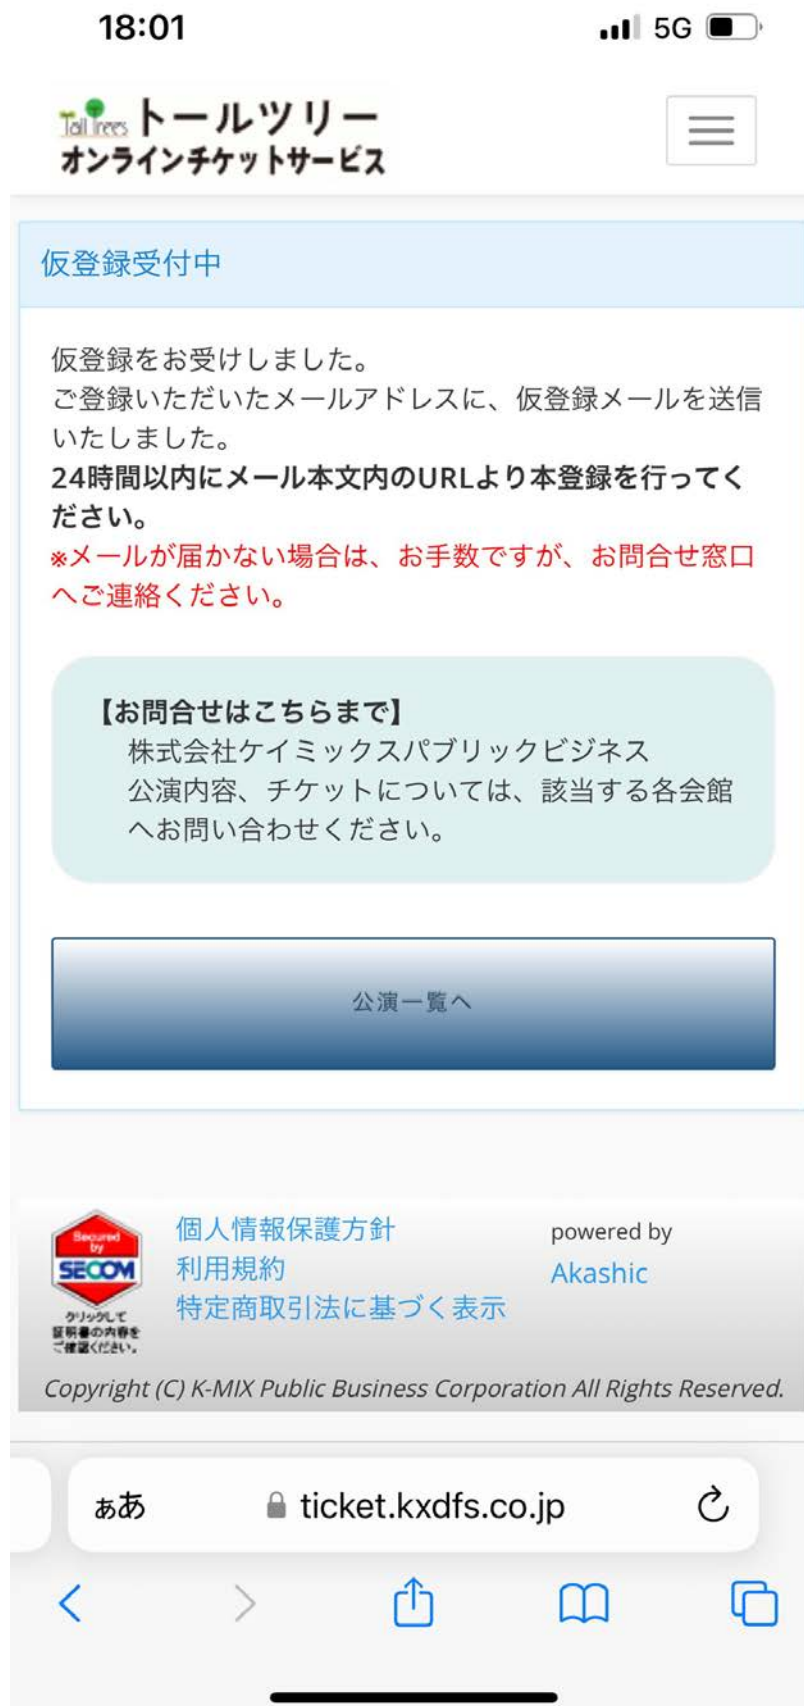 18:01
5G
Tall Trees トールツリー
オンラインチケットサービス
仮登録受付中
仮登録をお受けしました。
ご登録いただいたメールアドレスに、仮登録メールを送信
いたしました。
24時間以内にメール本文内のURLより本登録を行ってく
ださい。
※メールが届かない場合は、お手数ですが、お問合せ窓口
へご連絡ください。
【お問合せはこちらまで】
株式会社ケイミックスパブリックビジネス
公演内容、チケットについては、該当する各会館
へお問い合わせください。
公演一覧へ
Secured
by
SECOM
クリックして
証明書の内容を
ご確認ください。
個人情報保護方針
利用規約
特定商取引法に基づく表示
powered by
Akashic
Copyright (C) K-MIX Public Business Corporation All Rights Reserved.
ぁあ
ticket.kxdfs.co.jp